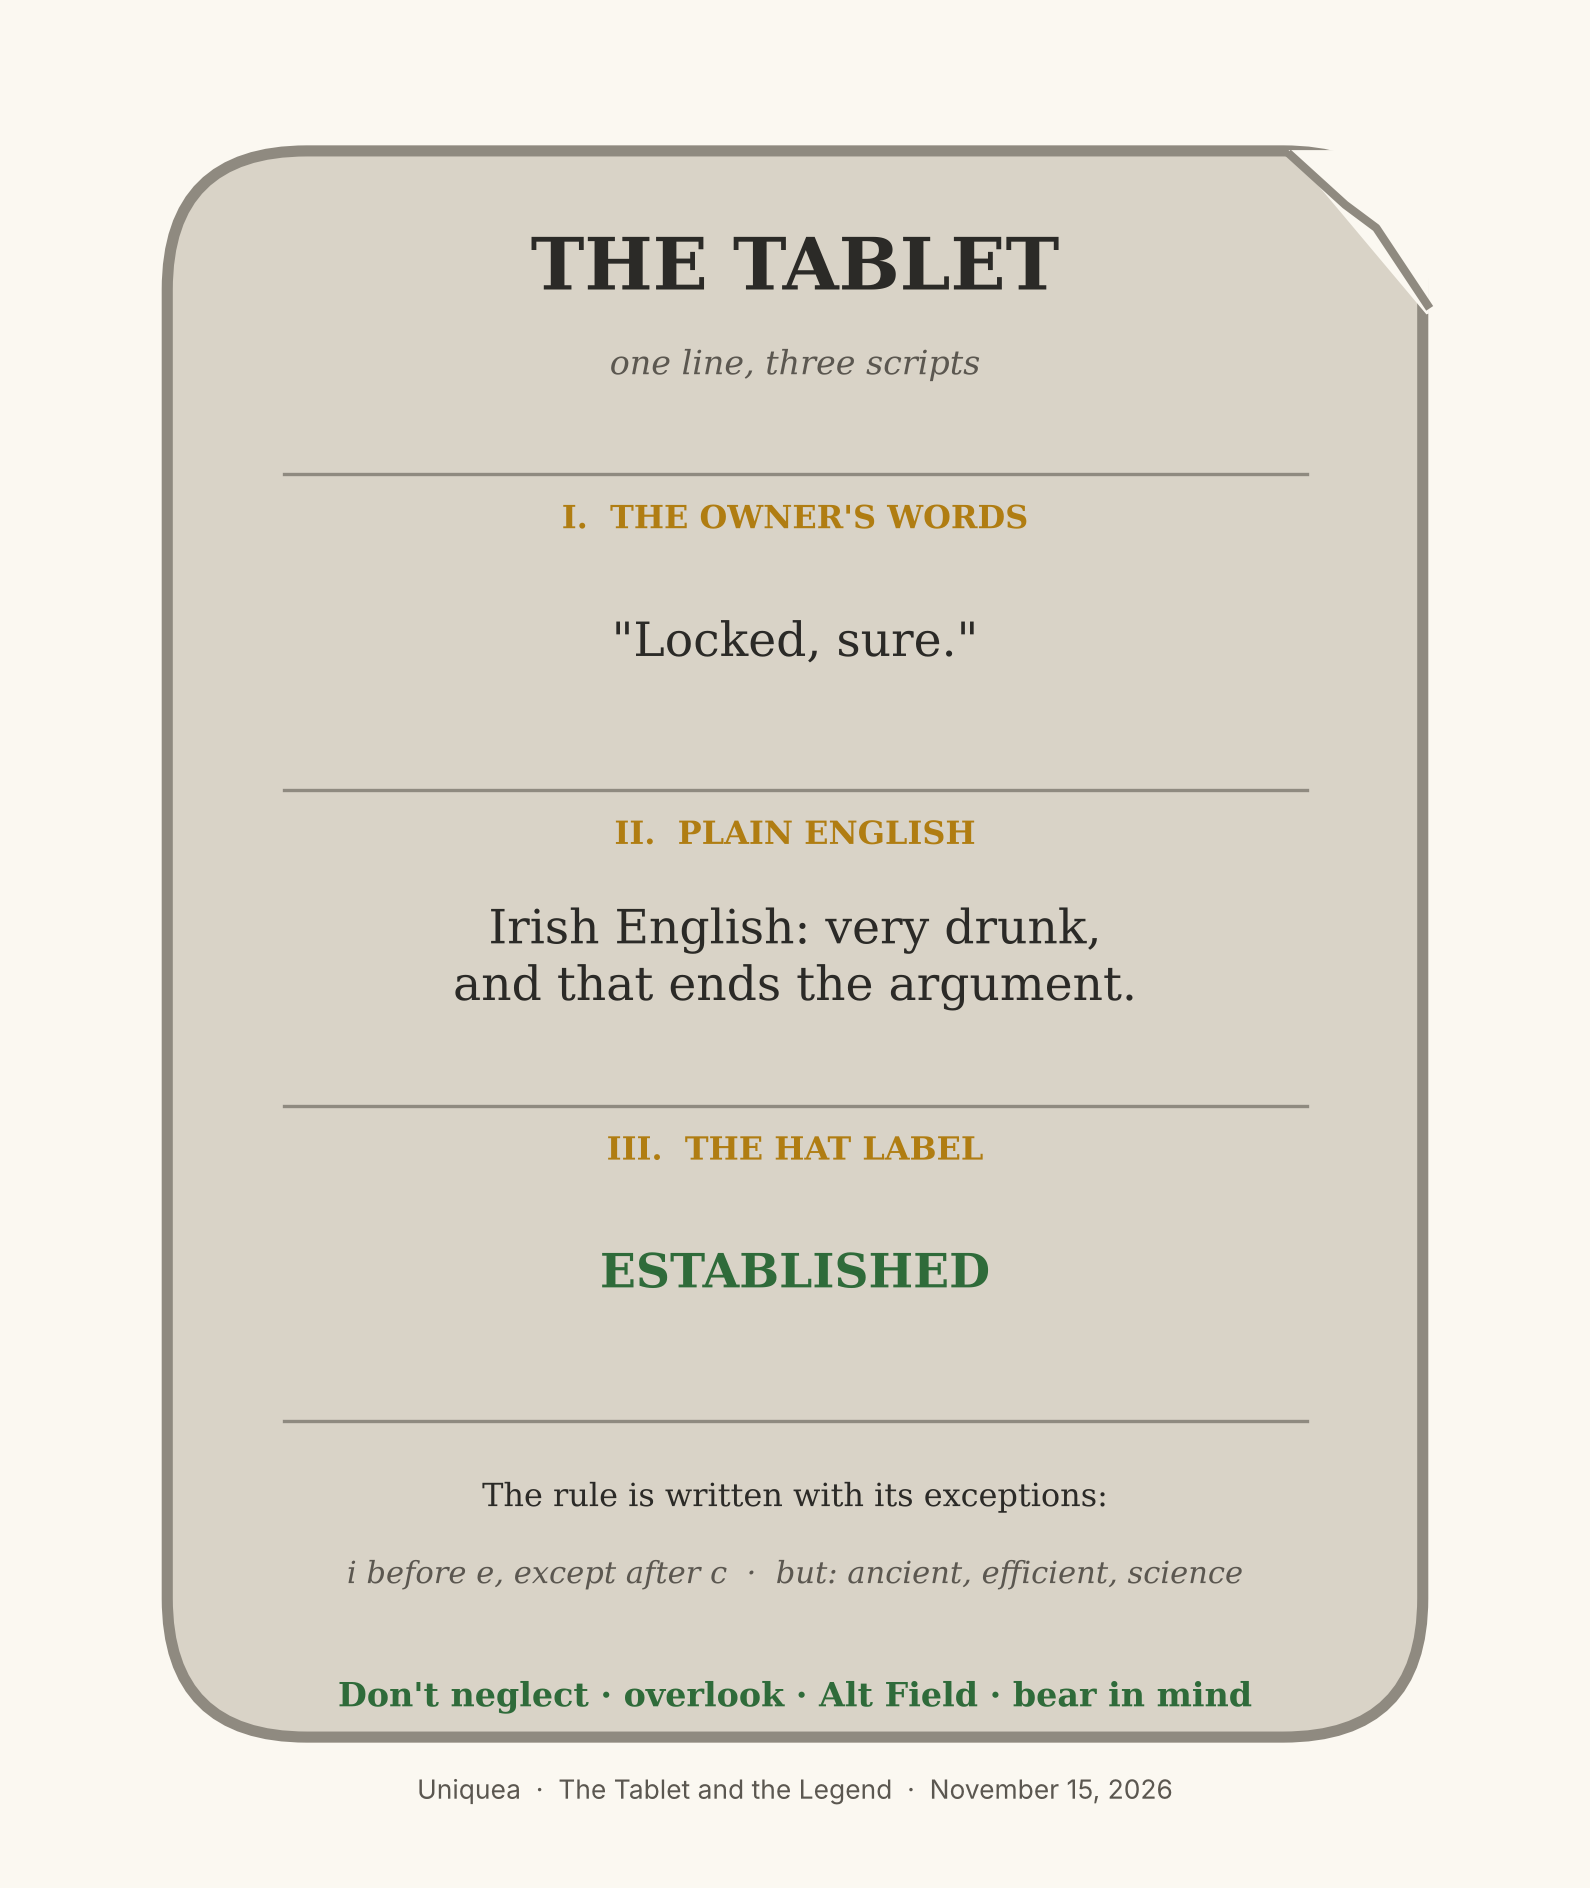 THE TABLET
one line, three scripts
I. THE OWNER'S WORDS
"Locked, sure."
II. PLAIN ENGLISH
Irish English: very drunk,
and that ends the argument.
III. THE HAT LABEL
ESTABLISHED
The rule is written with its exceptions:
i before e, except after c · but: ancient, efficient, science
Don't neglect · overlook · Alt Field · bear in mind
Uniquea · The Tablet and the Legend · November 15, 2026